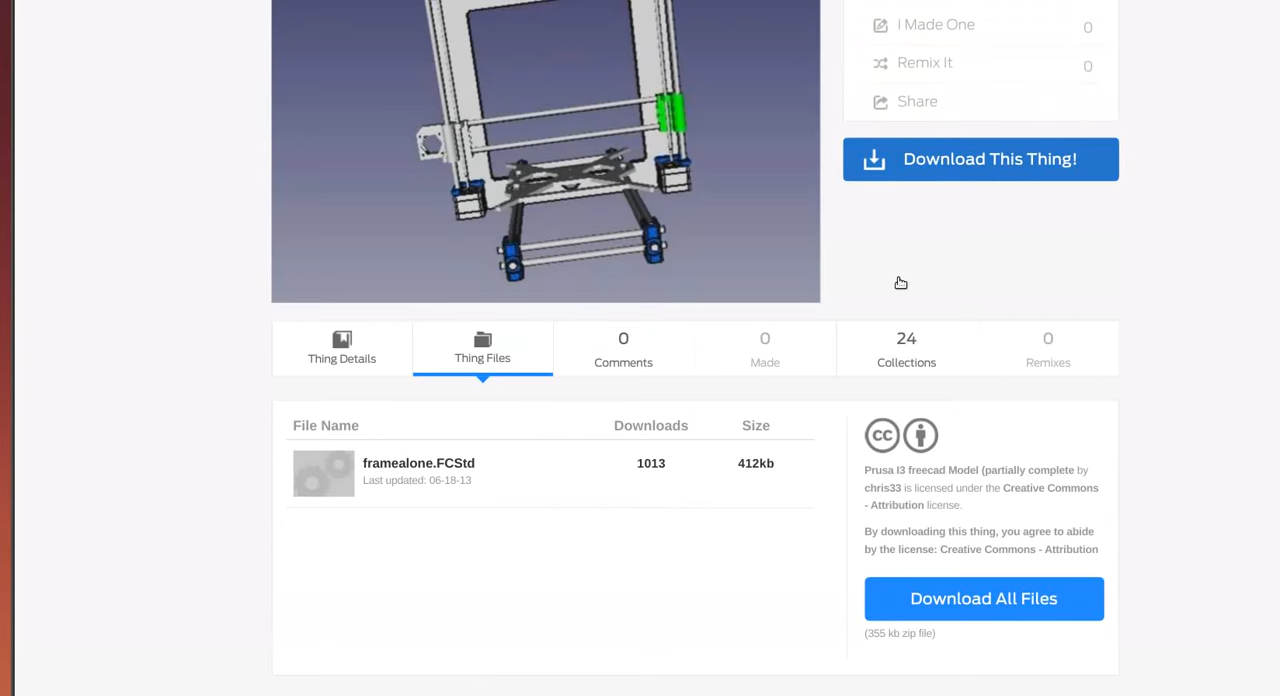 I Made One
0
Remix It
0
Share
Download This Thing!
Thing Details
Thing Files
0
Comments
0
Made
24
Collections
0
Remixes
File Name
Downloads
Size
framealone.FCStd
1013
412kb
Last updated: 06-18-13
cc
Prusa I3 freecad Model (partially complete by
chris33 is licensed under the Creative Commons
- Attribution license.
By downloading this thing, you agree to abide
by the license: Creative Commons - Attribution
Download All Files
(355 kb zip file)